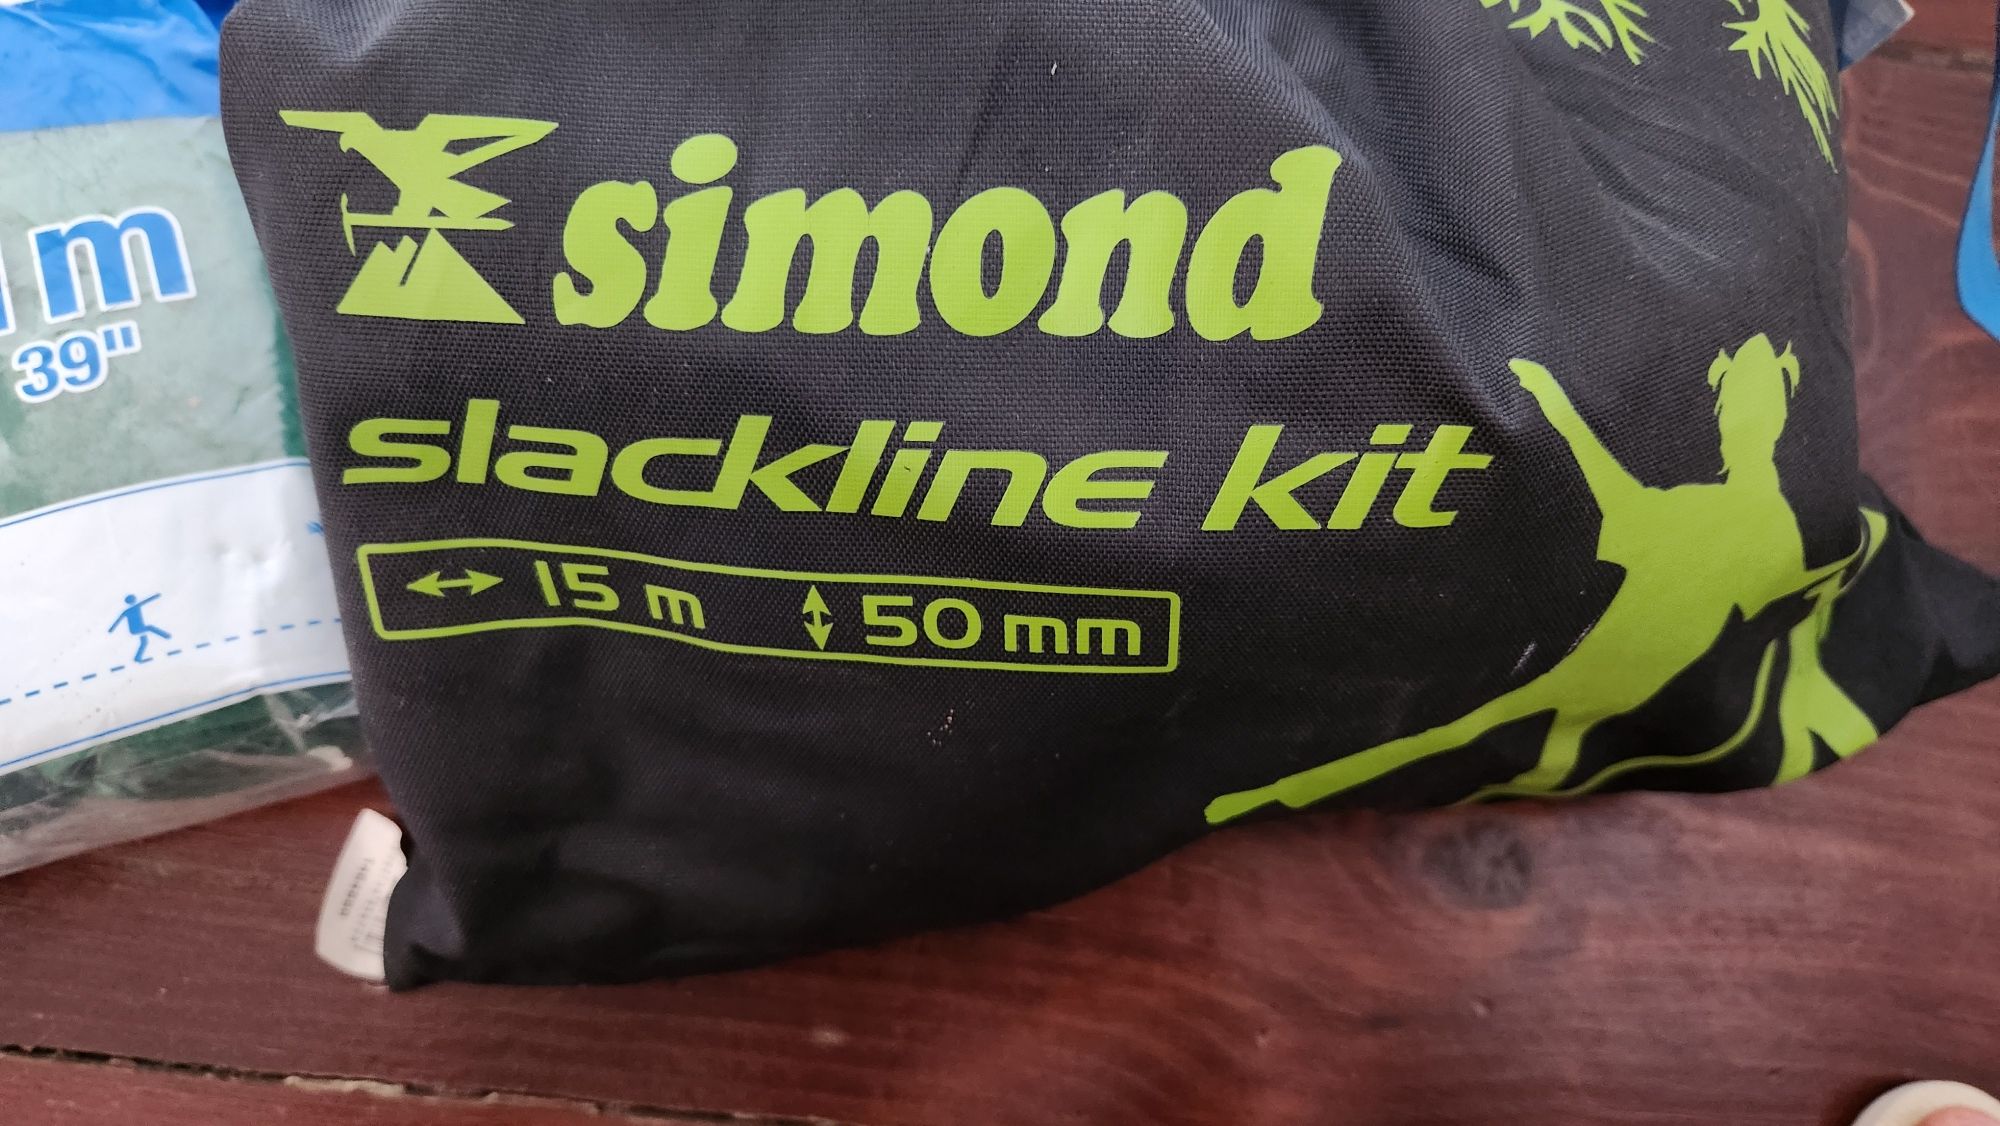 simond
slackline kit
15 m 50 mm
m
39"